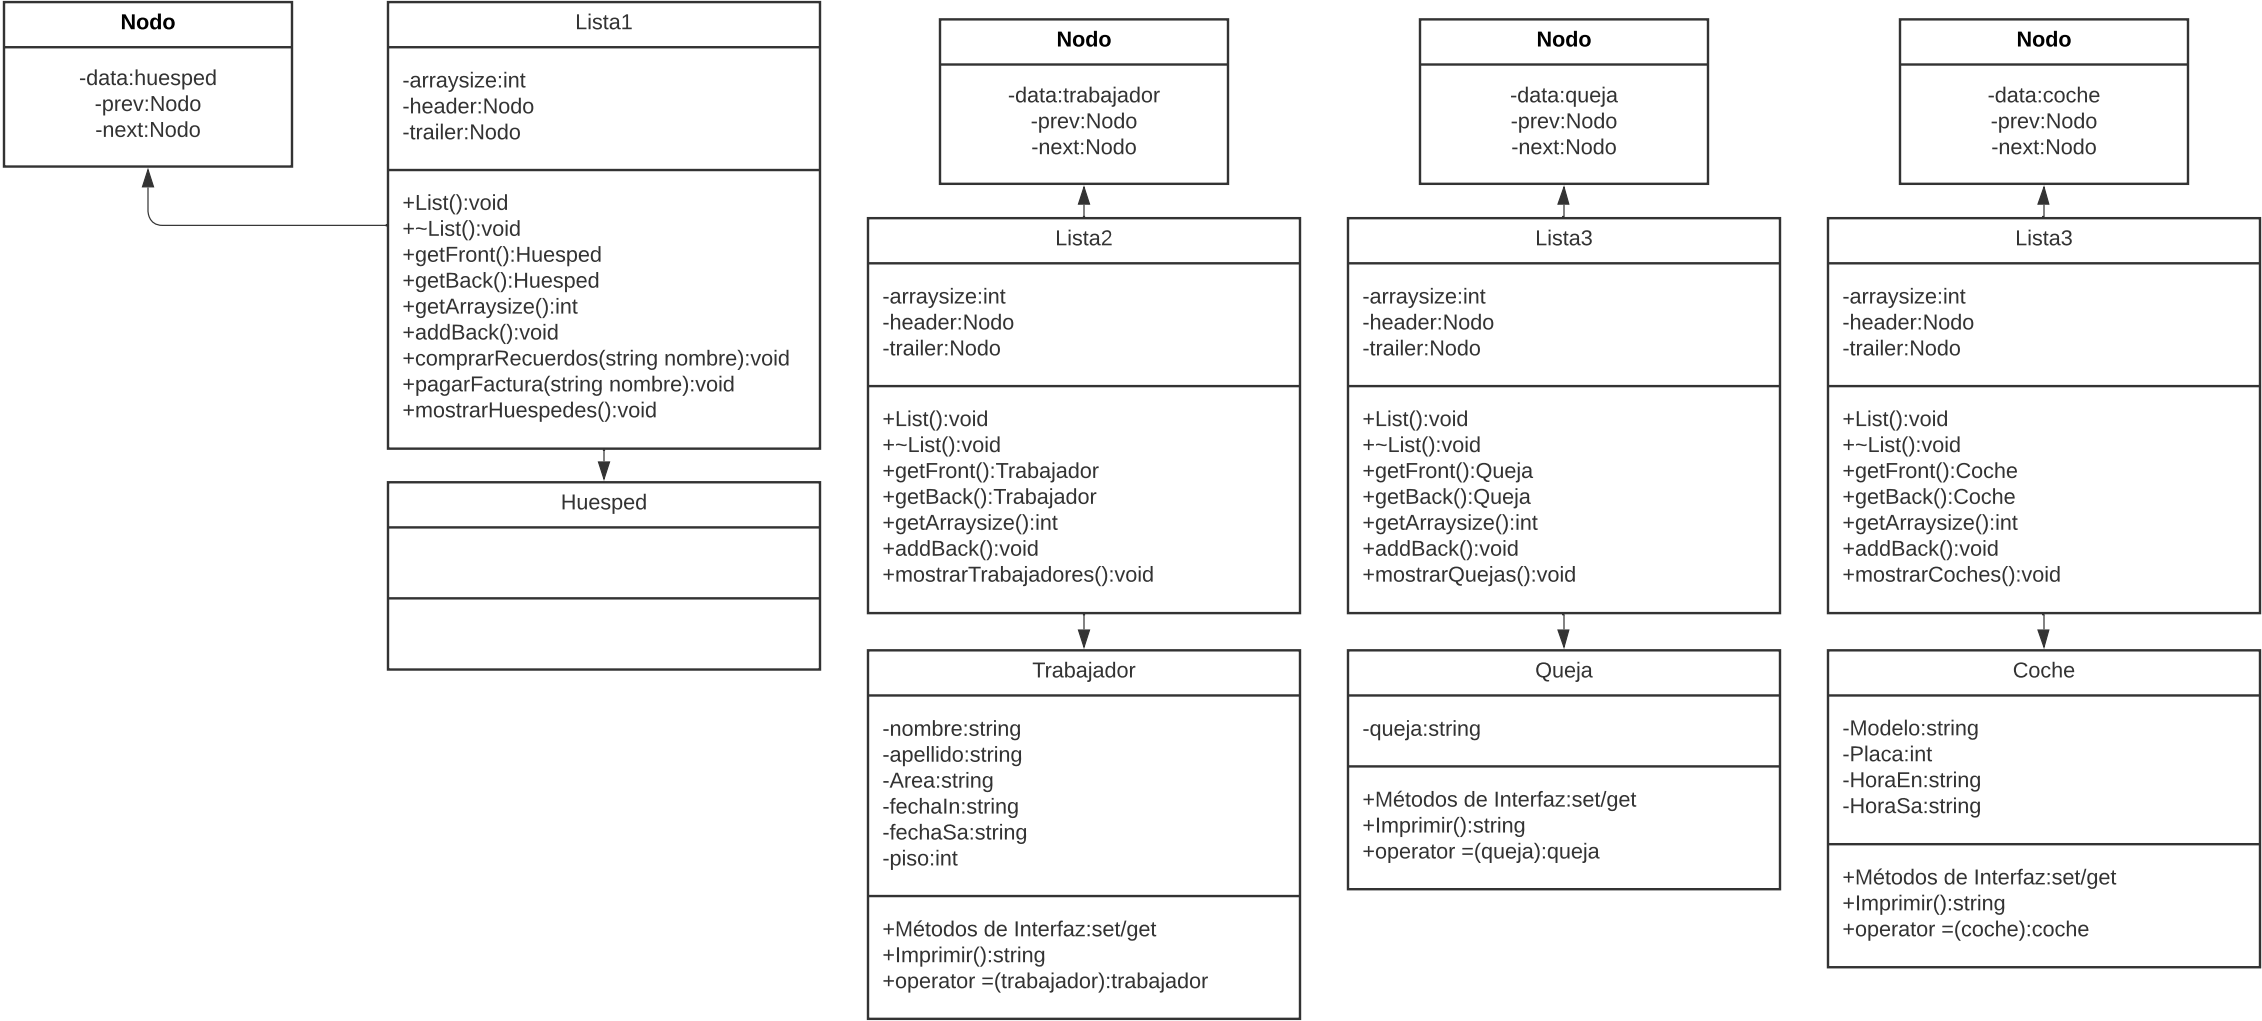 Nodo
-data:huesped
-prev:Nodo
-next:Nodo
Lista1
-arraysize:int
-header:Nodo
-trailer:Nodo
+List():void
+~List():void
+getFront():Huesped
+getBack():Huesped
+getArraysize():int
+addBack():void
+comprarRecuerdos(string nombre):void
+pagarFactura(string nombre):void
+mostrarHuespedes():void
Huesped
Nodo
-data:trabajador
-prev:Nodo
-next:Nodo
Lista2
-arraysize:int
-header:Nodo
-trailer:Nodo
+List():void
+~List():void
+getFront():Trabajador
+getBack():Trabajador
+getArraysize():int
+addBack():void
+mostrarTrabajadores():void
Trabajador
-nombre:string
-apellido:string
-Area:string
-fechaIn:string
-fechaSa:string
-piso:int
+Métodos de Interfaz:set/get
+Imprimir():string
+operator =(trabajador):trabajador
Nodo
-data:queja
-prev:Nodo
-next:Nodo
Lista3
-arraysize:int
-header:Nodo
-trailer:Nodo
+List():void
+~List():void
+getFront():Queja
+getBack():Queja
+getArraysize():int
+addBack():void
+mostrarQuejas():void
Queja
-queja:string
+Métodos de Interfaz:set/get
+Imprimir():string
+operator =(queja):queja
Nodo
-data:coche
-prev:Nodo
-next:Nodo
Lista3
-arraysize:int
-header:Nodo
-trailer:Nodo
+List():void
+~List():void
+getFront():Coche
+getBack():Coche
+getArraysize():int
+addBack():void
+mostrarCoches():void
Coche
-Modelo:string
-Placa:int
-HoraEn:string
-HoraSa:string
+Métodos de Interfaz:set/get
+Imprimir():string
+operator =(coche):coche